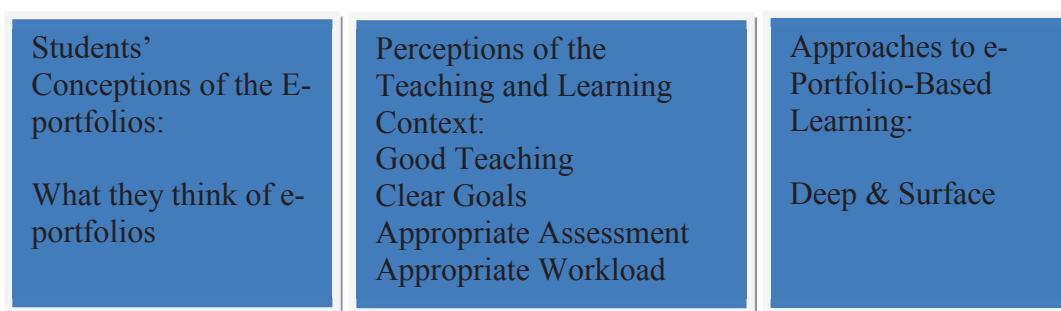 Students’
Conceptions of the E-
portfolios:
What they think of e-
portfolios
Perceptions of the
Teaching and Learning
Context:
Good Teaching
Clear Goals
Appropriate Assessment
Appropriate Workload
Approaches to e-
Portfolio-Based
Learning:
Deep & Surface